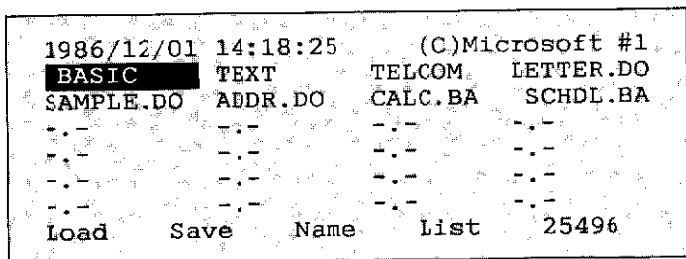 1986/12/01 14:18:25 (C)Microsoft #1
BASIC TEXT TELCOM LETTER.DO
SAMPLE.DO ADDR.DO CALC.BA SCHDL.BA
-.- -.- -.- -.-
-.- -.- -.- -.-
-.- -.- -.- -.-
-.- -.- -.- -.-
Load Save Name List 25496